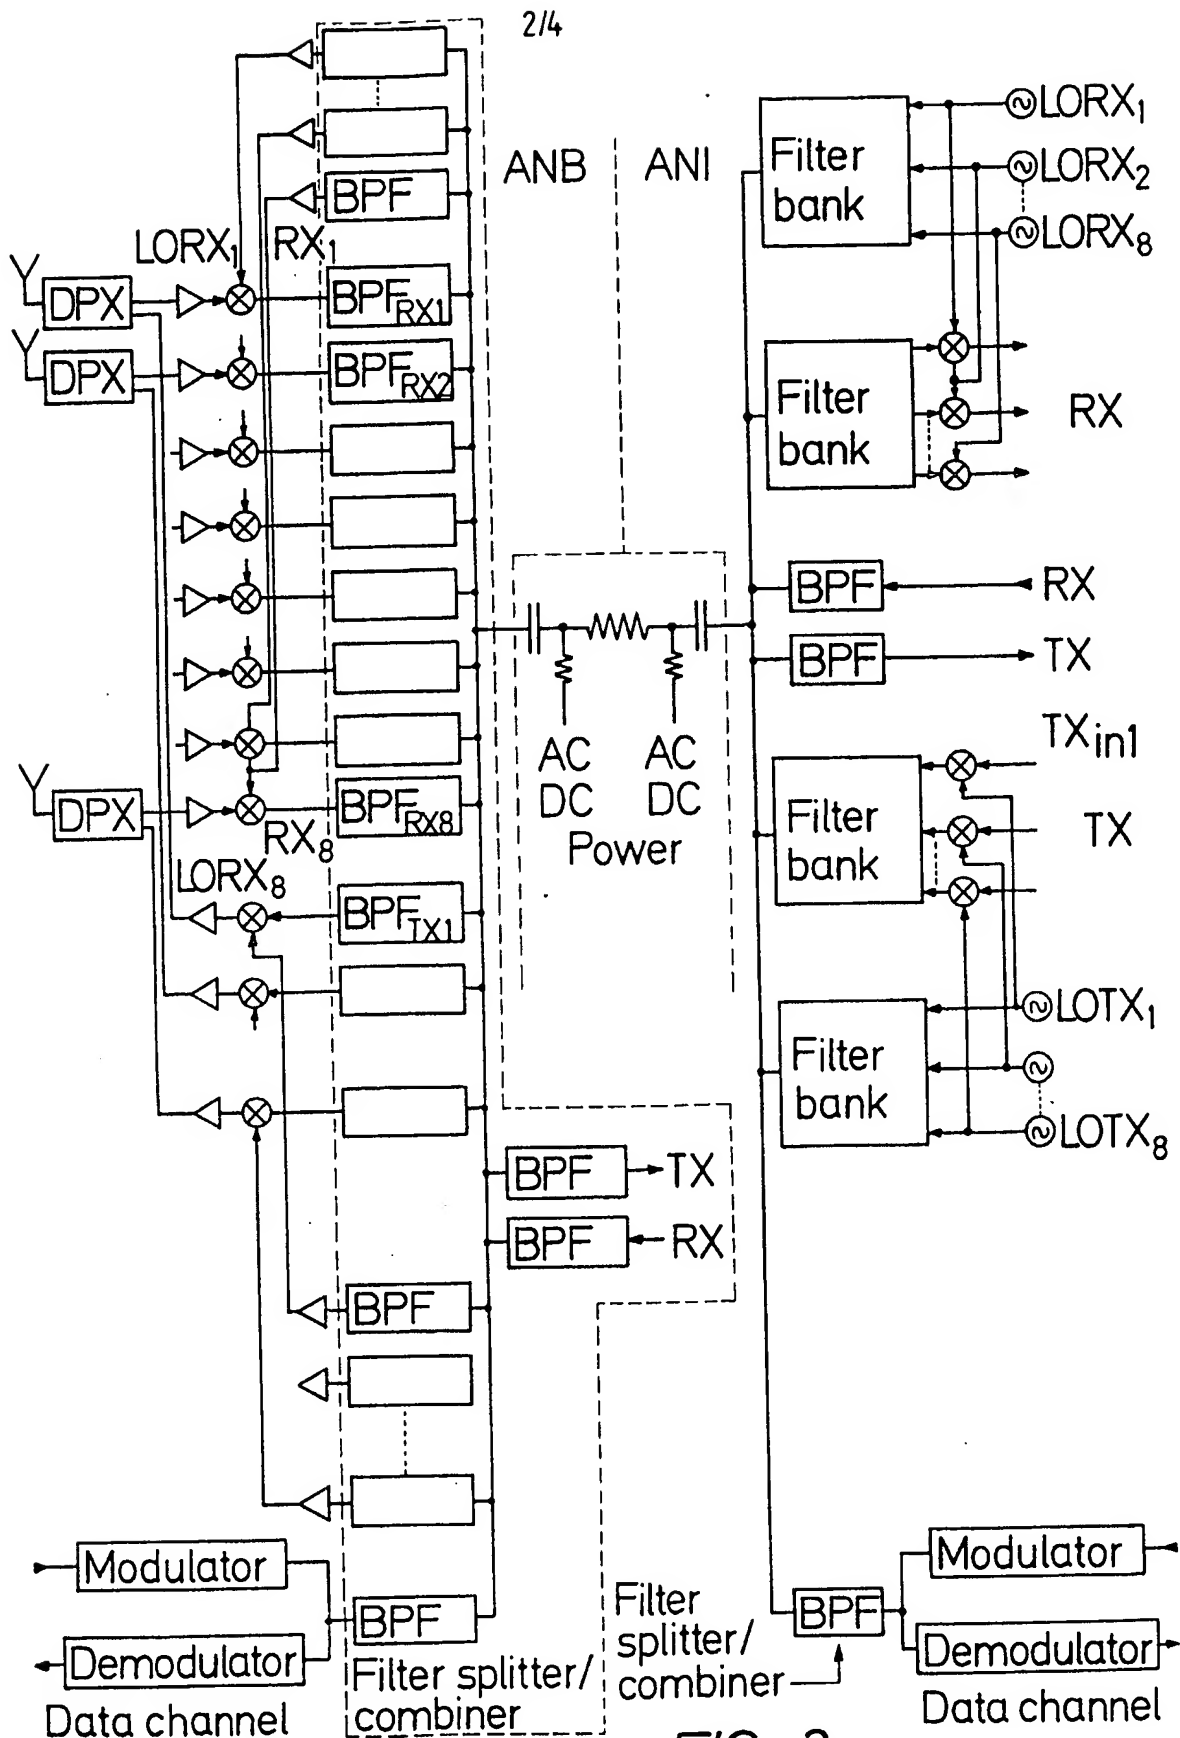 2/4
ANB
ANI
Filter
bank
LORX1
LORX2
LORX8
BPF
LORX1
RX1
DPX
BPFRX1
DPX
BPFRX2
Filter
bank
RX
BPF
RX
BPF
TX
AC
DC
AC
DC
Power
DPX
BPFRX8
RX8
LORX8
BPFTX1
TXin1
Filter
bank
TX
Filter
bank
LOTX1
LOTX8
BPF
TX
BPF
RX
BPF
Modulator
BPF
Demodulator
Data channel
Filter splitter/
combiner
Filter
splitter/
combiner
BPF
Modulator
Demodulator
Data channel